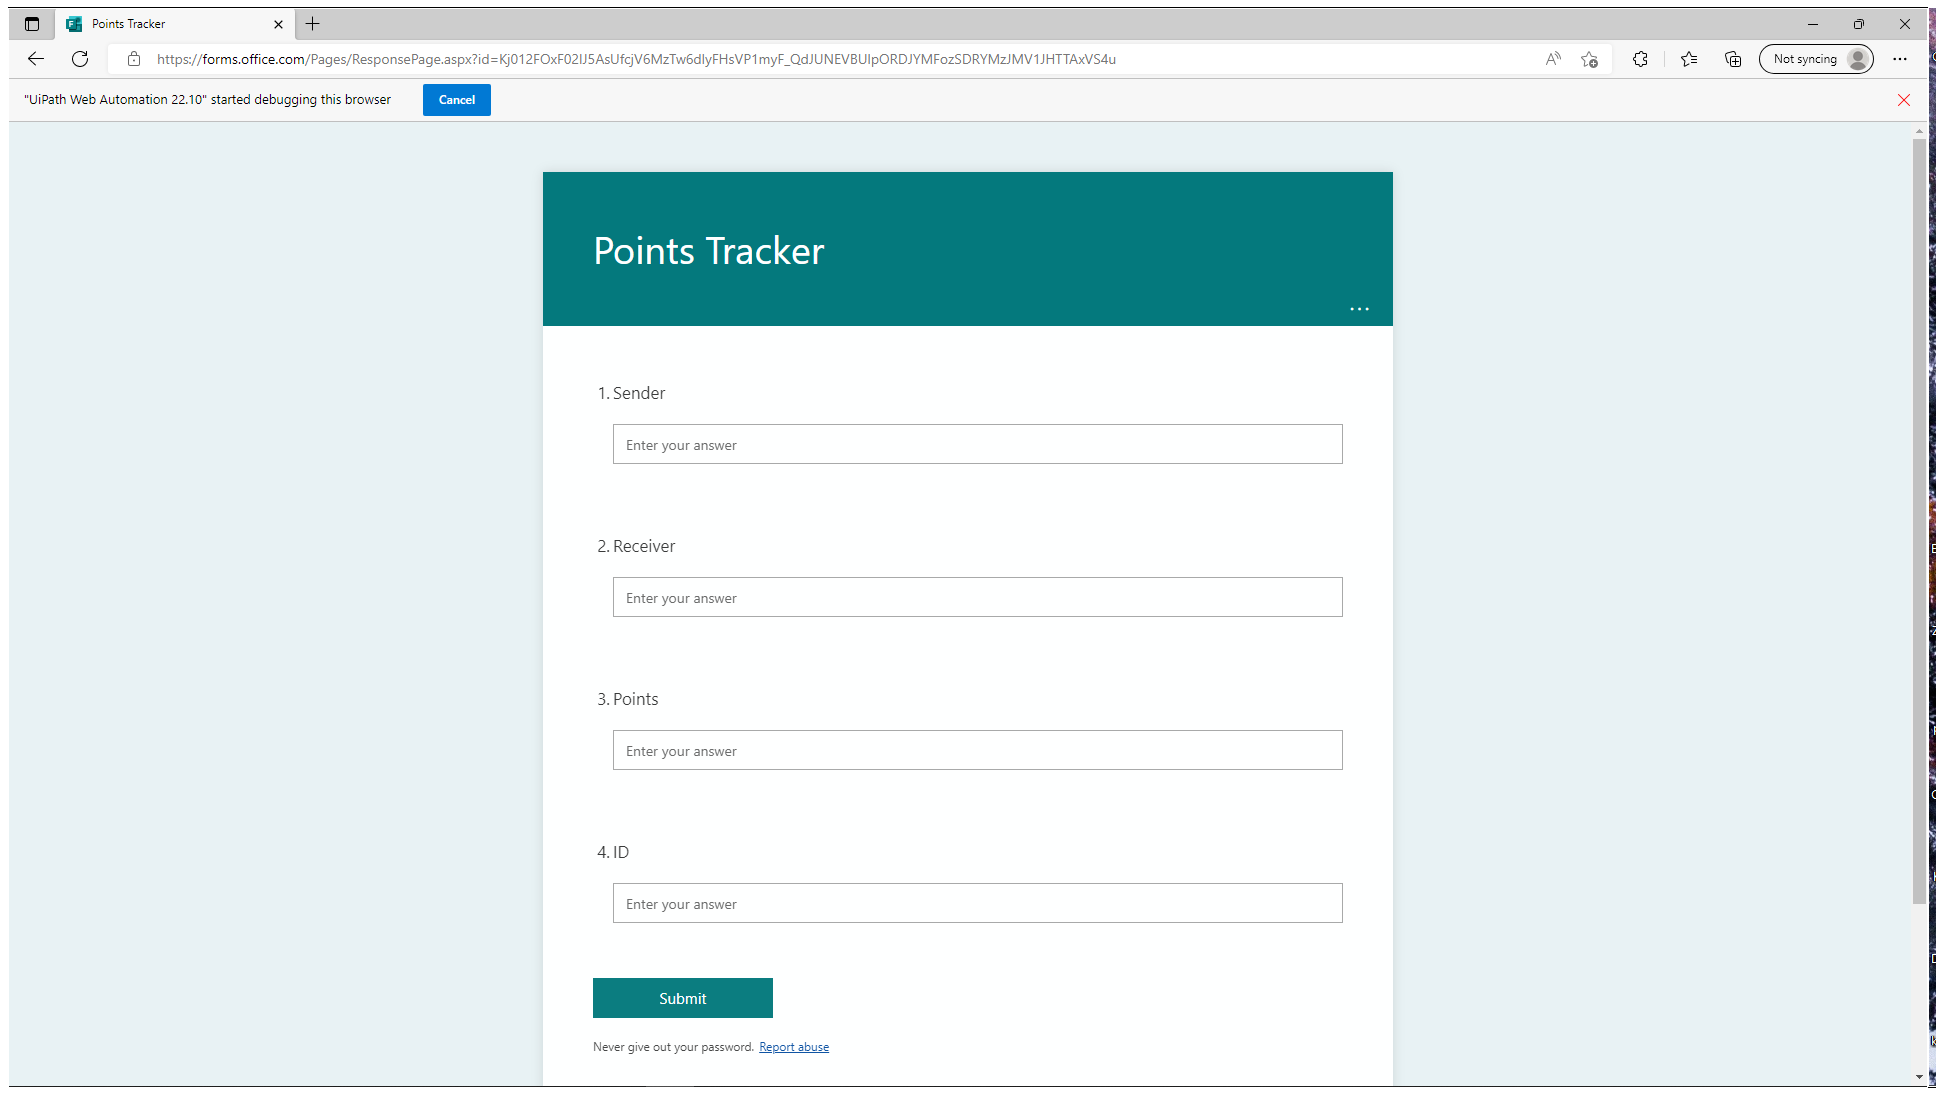 Points Tracker
https://forms.office.com/Pages/ResponsePage.aspx?id=Kj012FOxF02IJ5AsUfcjV6MzTw6dIyFHsVP1myF_QdJUNEVBUlpORDJYMFozSDRYMzJMV1JHTTAxVS4u
Not syncing
"UiPath Web Automation 22.10" started debugging this browser
Cancel
Points Tracker
...
1. Sender
Enter your answer
2. Receiver
Enter your answer
3. Points
Enter your answer
4. ID
Enter your answer
Submit
Never give out your password. Report abuse